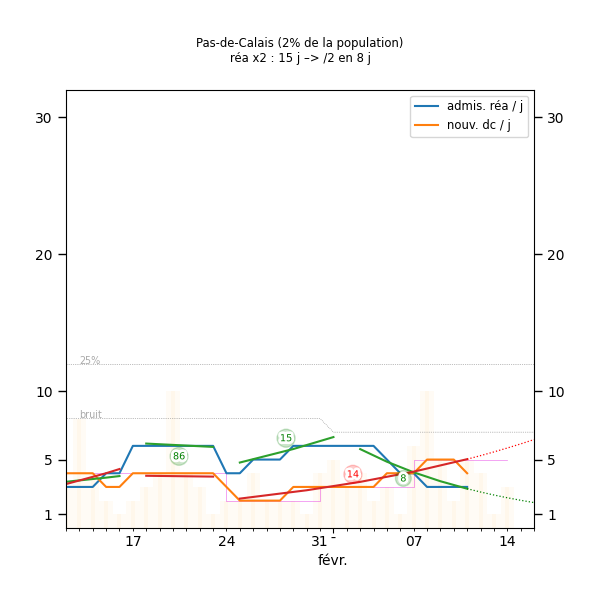 Pas-de-Calais (2% de la population)
réa x2 : 15 j –> /2 en 8 j
admis. réa / j
nouv. dc / j
30 30
20 20
25%
10 10
bruit
15
86
5 5
14
8
1 1
17 24 31 07 14
févr.